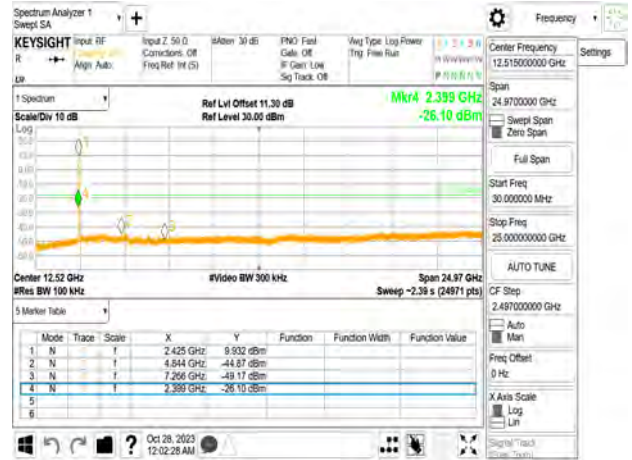 Spectrum Analyzer 1
Swept SA
Frequency
KEYSIGHT
Input: RF
Input Z: 50 Ω
#Atten: 30 dB
PNO: Fast
Avg Type: Log-Power
R
Corrections: Off
Gate: Off
Trig: Free Run
Align: Auto
Freq Ref: Int (S)
IF Gain: Low
Sig Track: Off
Center Frequency
12.515000000 GHz
Settings
Span
24.9700000 GHz
Swept Span
Zero Span
Full Span
Start Freq
30.000000 MHz
Stop Freq
25.000000000 GHz
AUTO TUNE
CF Step
2.497000000 GHz
Auto
Man
Freq Offset
0 Hz
X Axis Scale
Log
Lin
Signal Track
1 Spectrum
Ref Lvl Offset 11.30 dB
Mkr4 2.399 GHz
Scale/Div 10 dB
Ref Level 30.00 dBm
-26.10 dBm
Log
Center 12.52 GHz
#Video BW 300 kHz
Span 24.97 GHz
#Res BW 100 kHz
Sweep ~2.39 s (24971 pts)
5 Marker Table
Mode Trace Scale X Y Function Function Width Function Value
1 N f 2.425 GHz 9.932 dBm
2 N f 4.844 GHz -44.87 dBm
3 N f 7.266 GHz -49.17 dBm
4 N f 2.399 GHz -26.10 dBm
5
6
?
Oct 28, 2023
12:02:28 AM